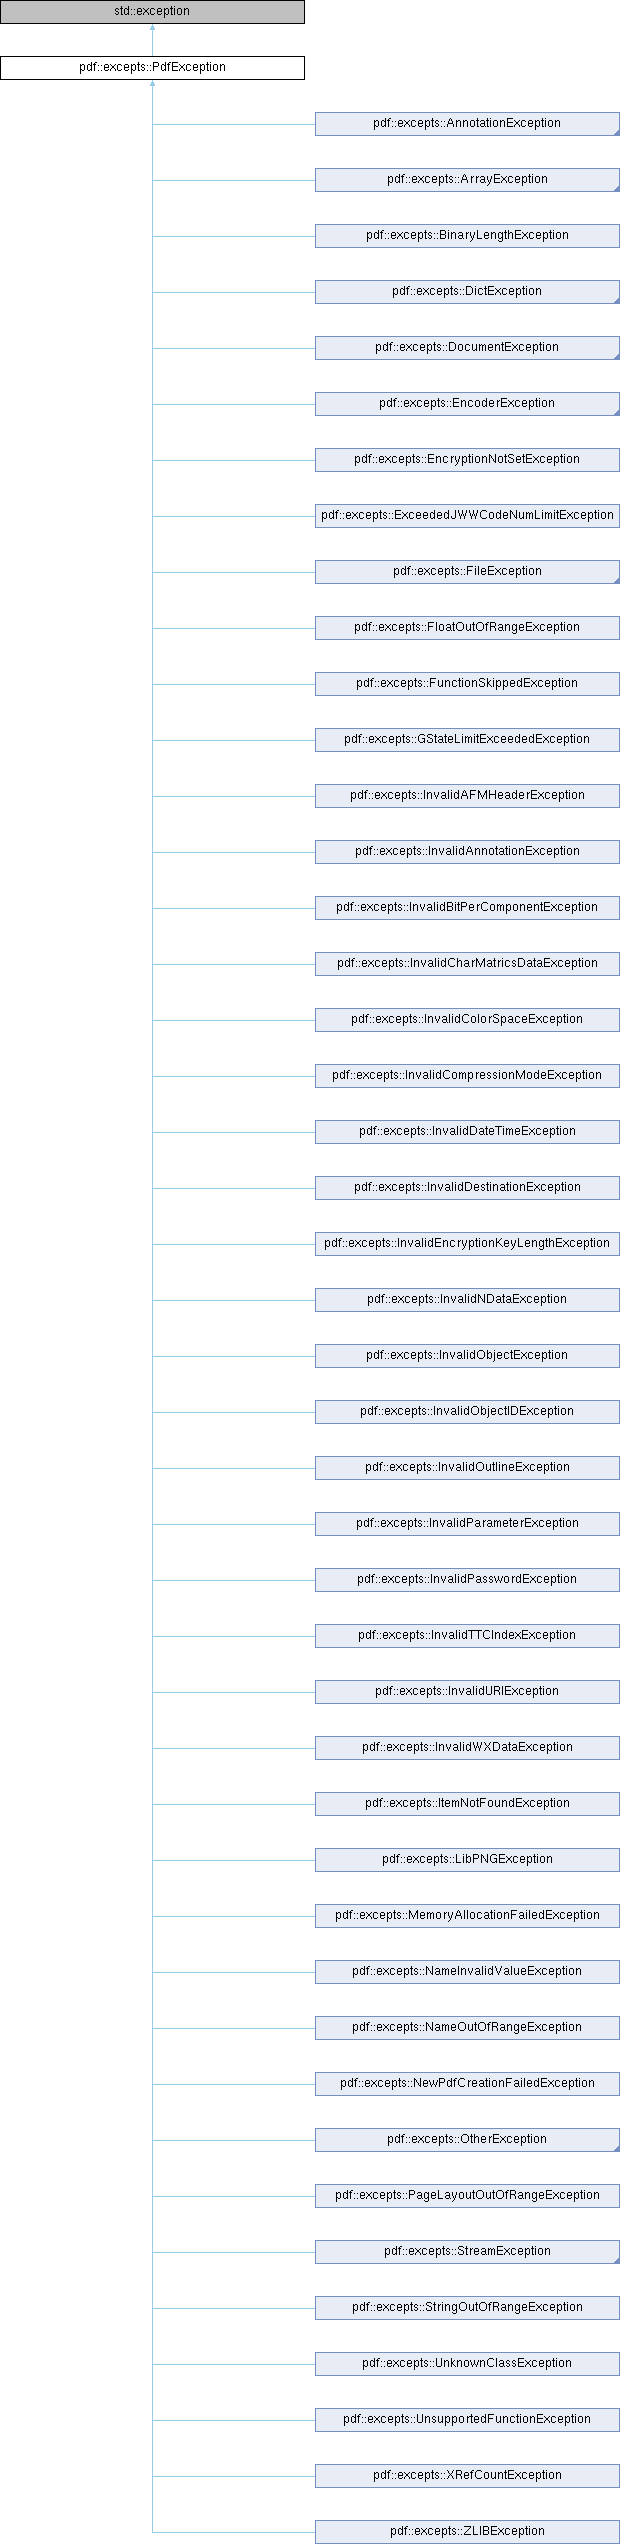 std::exception
pdf::excepts::PdfException
pdf::excepts::AnnotationException
pdf::excepts::ArrayException
pdf::excepts::BinaryLengthException
pdf::excepts::DictException
pdf::excepts::DocumentException
pdf::excepts::EncoderException
pdf::excepts::EncryptionNotSetException
pdf::excepts::ExceededJWWCodeNumLimitException
pdf::excepts::FileException
pdf::excepts::FloatOutOfRangeException
pdf::excepts::FunctionSkippedException
pdf::excepts::GStateLimitExceededException
pdf::excepts::InvalidAFMHeaderException
pdf::excepts::InvalidAnnotationException
pdf::excepts::InvalidBitPerComponentException
pdf::excepts::InvalidCharMatricsDataException
pdf::excepts::InvalidColorSpaceException
pdf::excepts::InvalidCompressionModeException
pdf::excepts::InvalidDateTimeException
pdf::excepts::InvalidDestinationException
pdf::excepts::InvalidEncryptionKeyLengthException
pdf::excepts::InvalidNDataException
pdf::excepts::InvalidObjectException
pdf::excepts::InvalidObjectIDException
pdf::excepts::InvalidOutlineException
pdf::excepts::InvalidParameterException
pdf::excepts::InvalidPasswordException
pdf::excepts::InvalidTTCIndexException
pdf::excepts::InvalidURIException
pdf::excepts::InvalidWXDataException
pdf::excepts::ItemNotFoundException
pdf::excepts::LibPNGException
pdf::excepts::MemoryAllocationFailedException
pdf::excepts::NameInvalidValueException
pdf::excepts::NameOutOfRangeException
pdf::excepts::NewPdfCreationFailedException
pdf::excepts::OtherException
pdf::excepts::PageLayoutOutOfRangeException
pdf::excepts::StreamException
pdf::excepts::StringOutOfRangeException
pdf::excepts::UnknownClassException
pdf::excepts::UnsupportedFunctionException
pdf::excepts::XRefCountException
pdf::excepts::ZLIBException